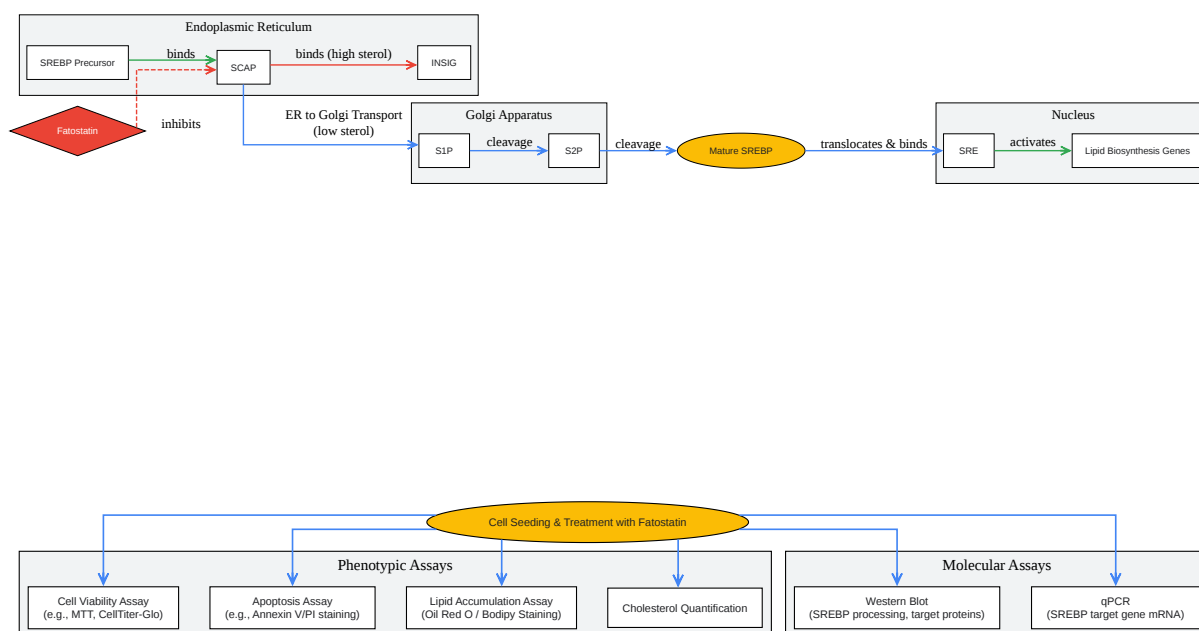 Endoplasmic Reticulum
SREBP Precursor
binds
SCAP
binds (high sterol)
INSIG
Fatostatin
inhibits
ER to Golgi Transport
(low sterol)
Golgi Apparatus
S1P
cleavage
S2P
cleavage
Mature SREBP
translocates & binds
Nucleus
SRE
activates
Lipid Biosynthesis Genes
Cell Seeding & Treatment with Fatostatin
Phenotypic Assays
Cell Viability Assay
(e.g., MTT, CellTiter-Glo)
Apoptosis Assay
(e.g., Annexin V/PI staining)
Lipid Accumulation Assay
(Oil Red O / Bodipy Staining)
Cholesterol Quantification
Molecular Assays
Western Blot
(SREBP processing, target proteins)
qPCR
(SREBP target gene mRNA)